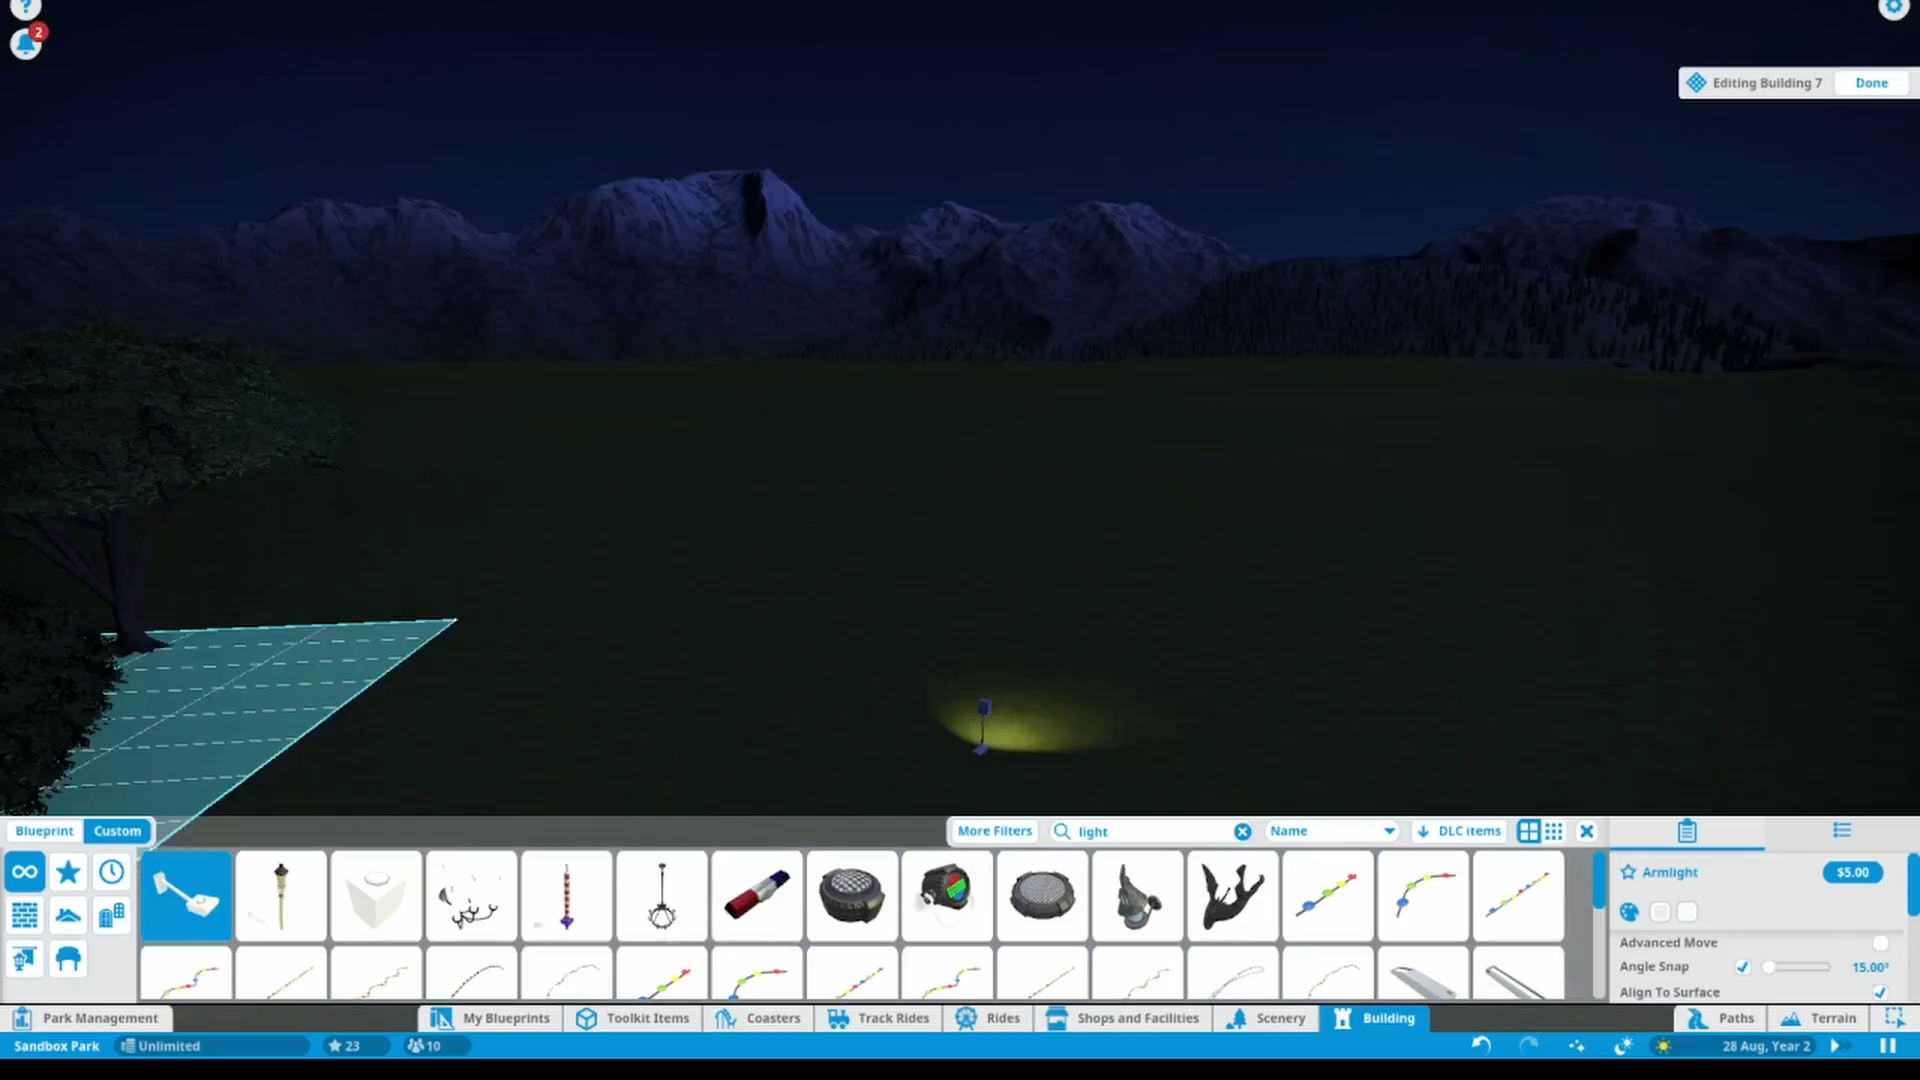 ?
2
Editing Building 7 Done
Blueprint Custom
More Filters light Name DLC items
Armlight $5.00
Advanced Move
Angle Snap 15.00°
Align To Surface
Park Management My Blueprints Toolkit Items Coasters Track Rides Rides Shops and Facilities Scenery Building Paths Terrain
Sandbox Park Unlimited 23 10 28 Aug, Year 2